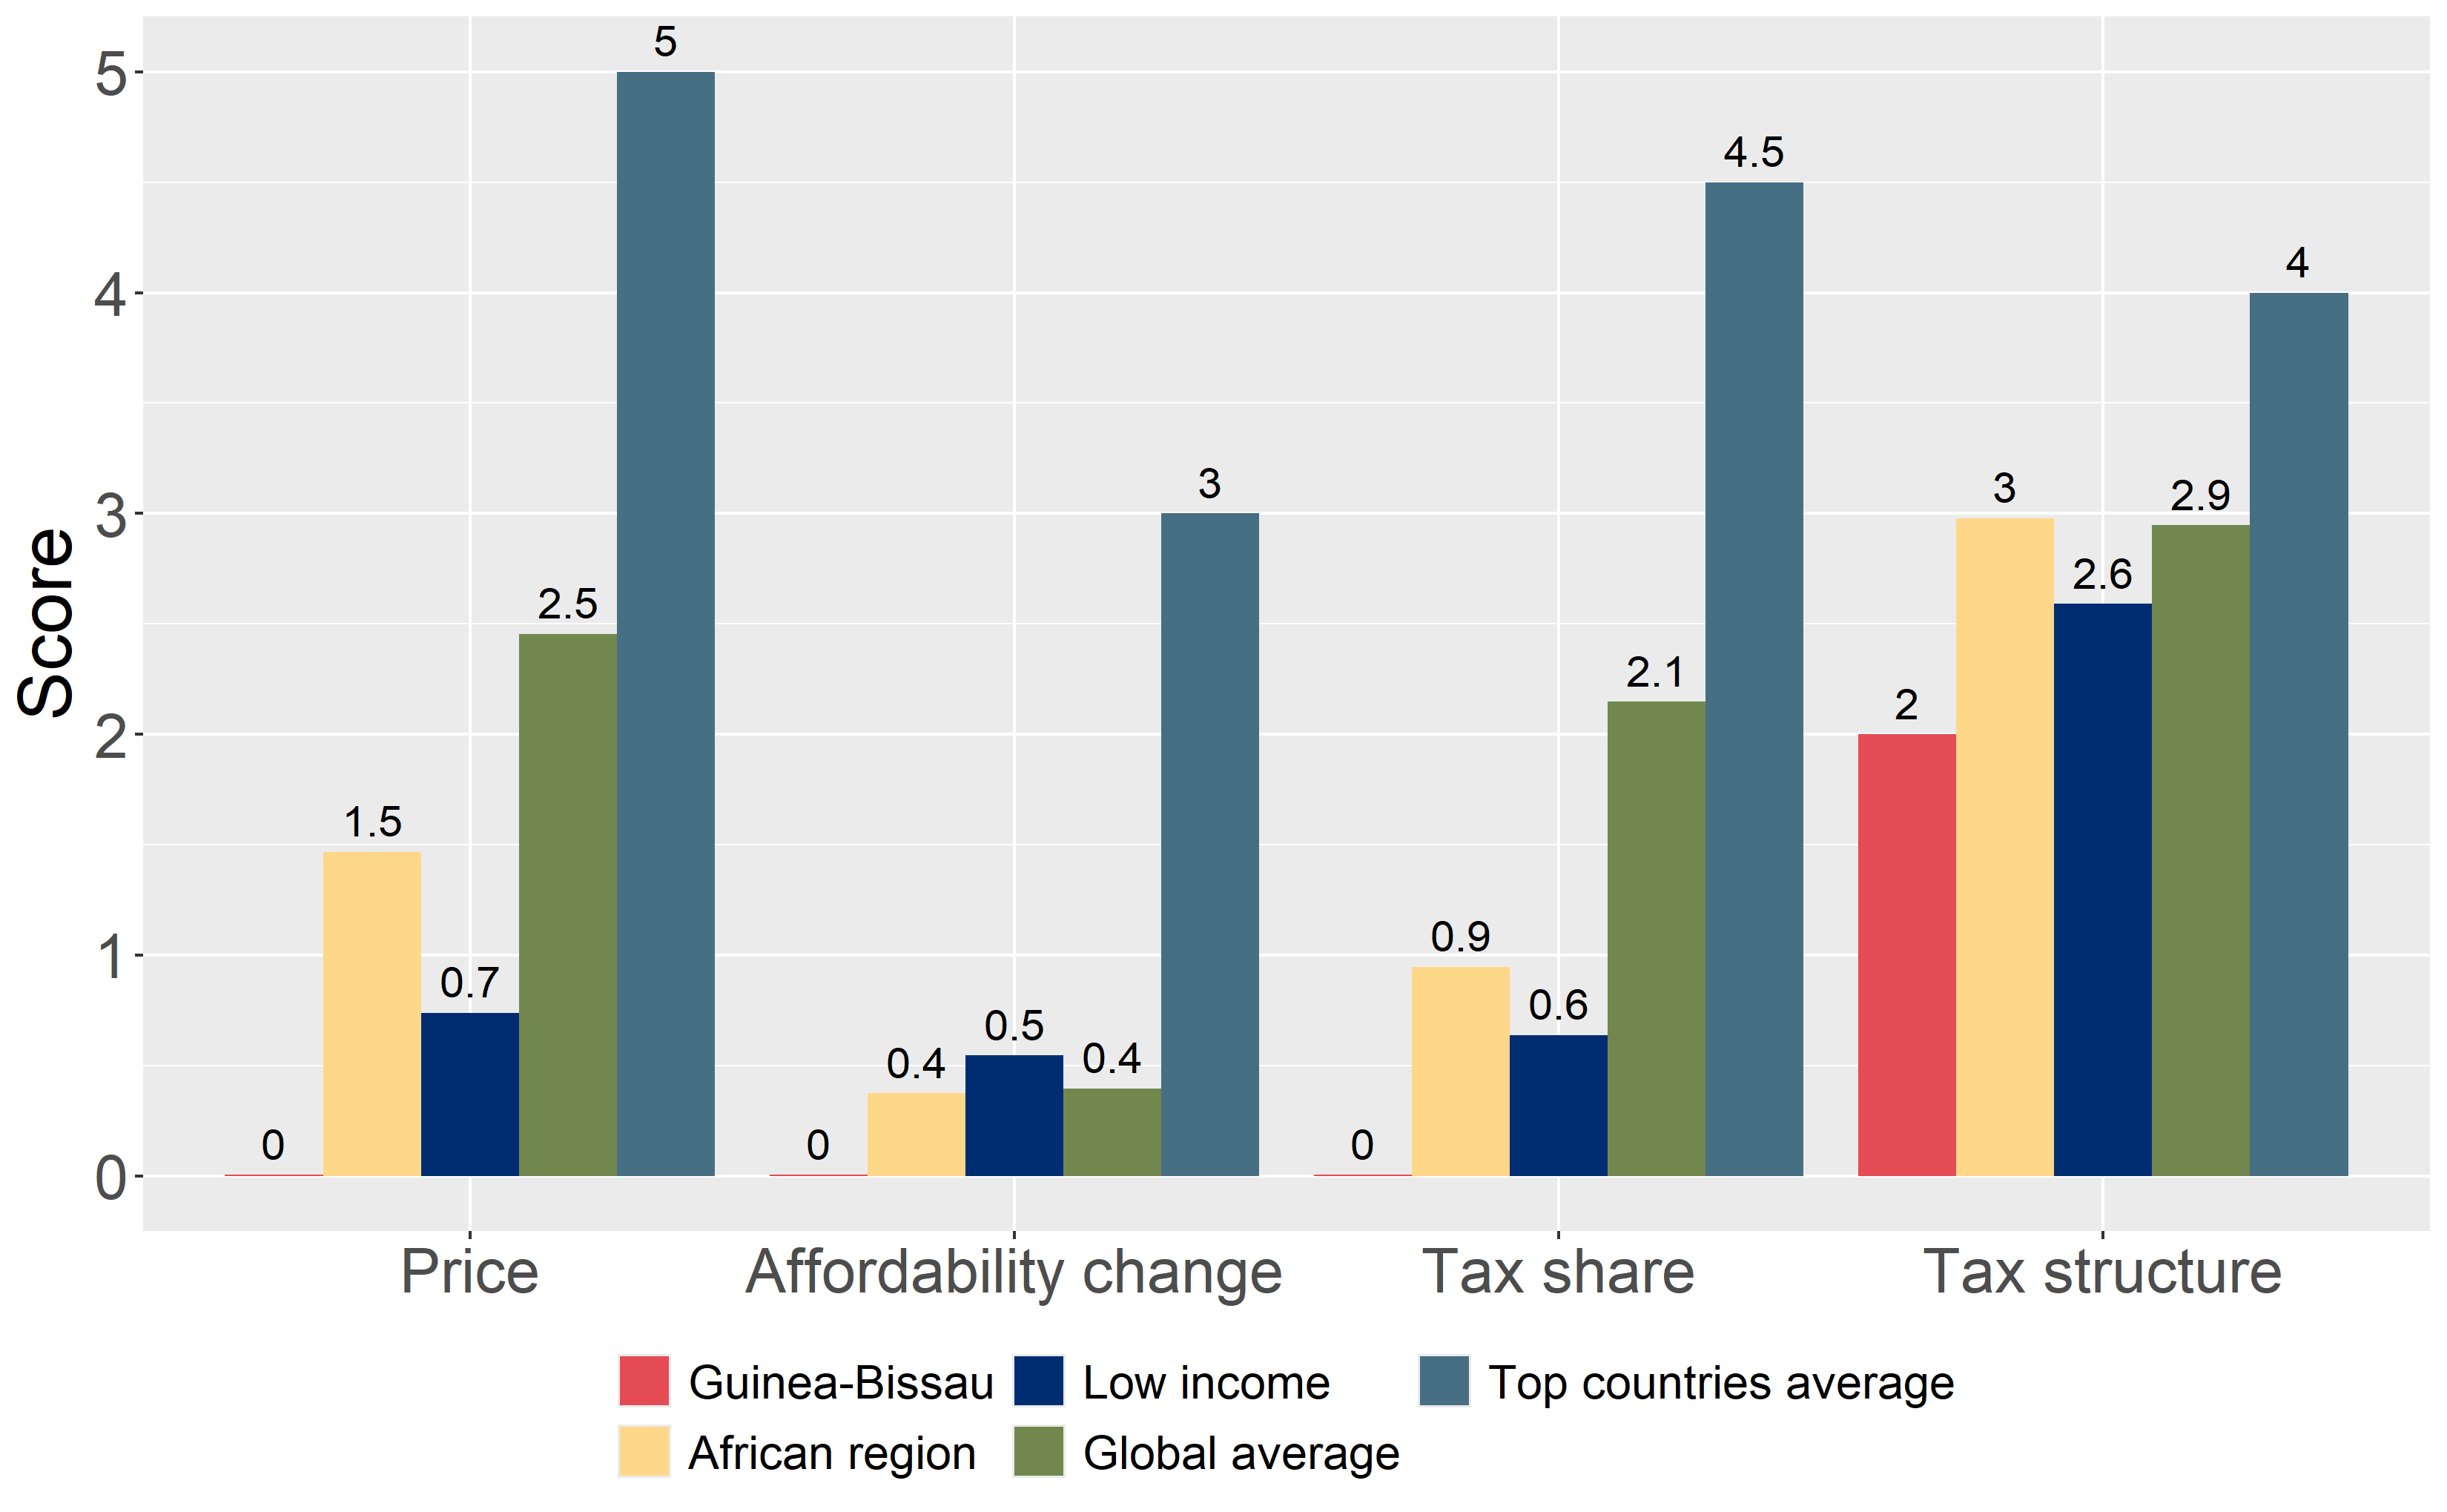 Score
5
4
3
2
1
0
0
1.5
0.7
2.5
5
0
0.4
0.5
0.4
3
0
0.9
0.6
2.1
4.5
2
3
2.6
2.9
4
Price
Affordability change
Tax share
Tax structure
Guinea-Bissau
Low income
Top countries average
African region
Global average